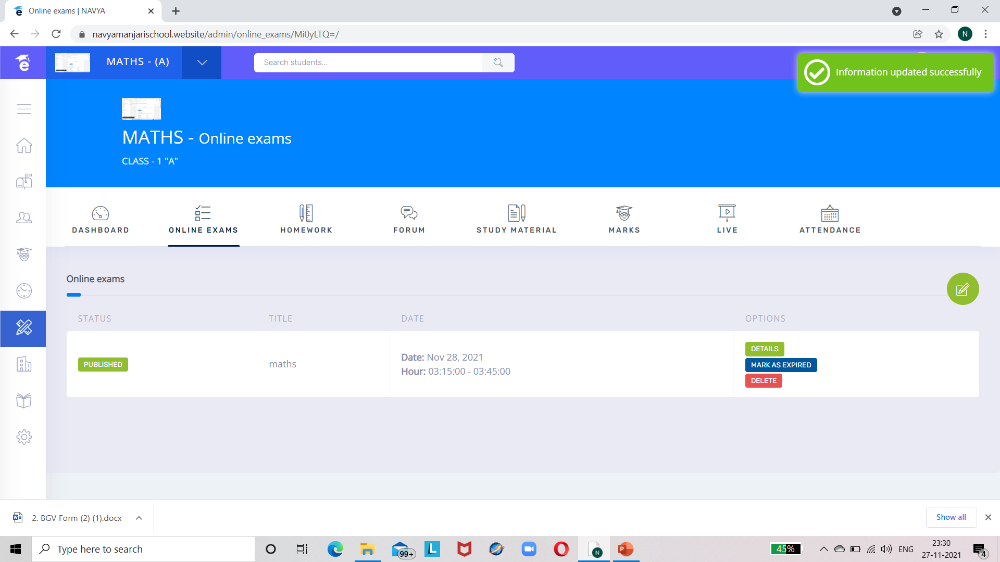 Online exams | NAVYA
navyamanjarischool.website/admin/online_exams/Mi0yLTQ=/
N
MATHS - (A)
Search students...
Information updated successfully
MATHS - Online exams
CLASS - 1 "A"
DASHBOARD
ONLINE EXAMS
HOMEWORK
FORUM
STUDY MATERIAL
MARKS
LIVE
ATTENDANCE
Online exams
STATUS TITLE DATE OPTIONS
PUBLISHED
maths
Date: Nov 28, 2021
Hour: 03:15:00 - 03:45:00
DETAILS
MARK AS EXPIRED
DELETE
2. BGV Form (2) (1).docx
Show all
Type here to search
99+
L
N
P
45%
ENG
23:30
27-11-2021
4